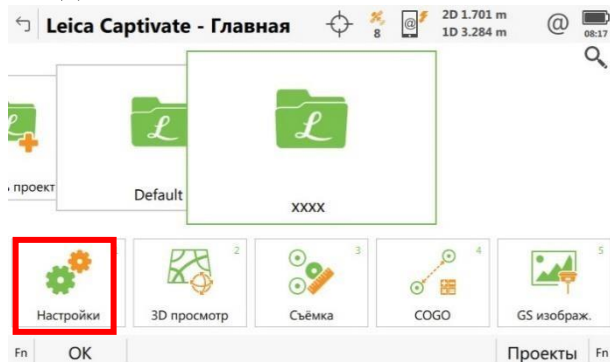 Leica Captivate - Главная
8
@
2D 1.701 m
1D 3.284 m
@
08:17
проект
Default
xxxx
Настройки
2
3D просмотр
3
Съёмка
4
COGO
5
GS изображ.
Fn
OK
Проекты
Fn